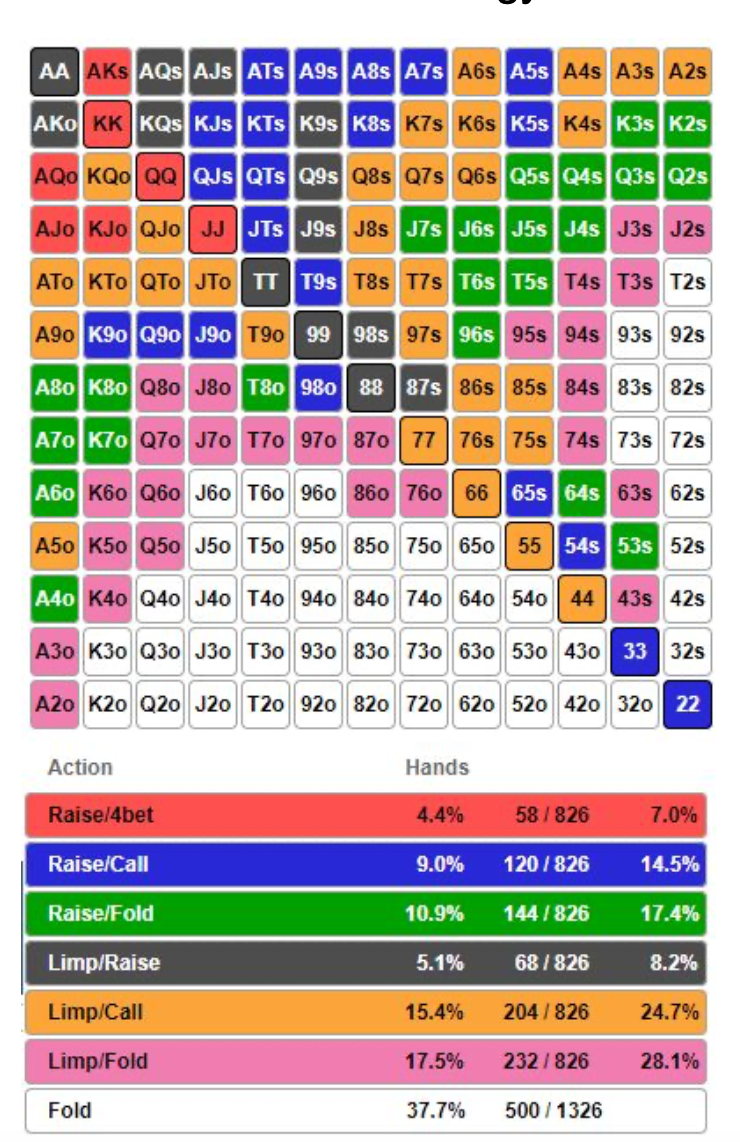 gy
AA AKs AQs AJs ATs A9s A8s A7s A6s A5s A4s A3s A2s
AKo KK KQs KJs KTs K9s K8s K7s K6s K5s K4s K3s K2s
AQo KQo QQ QJs QTs Q9s Q8s Q7s Q6s Q5s Q4s Q3s Q2s
AJo KJo QJo JJ JTs J9s J8s J7s J6s J5s J4s J3s J2s
ATo KTo QTo JTo TT T9s T8s T7s T6s T5s T4s T3s T2s
A9o K9o Q9o J9o T9o 99 98s 97s 96s 95s 94s 93s 92s
A8o K8o Q8o J8o T8o 98o 88 87s 86s 85s 84s 83s 82s
A7o K7o Q7o J7o T7o 97o 87o 77 76s 75s 74s 73s 72s
A6o K6o Q6o J6o T6o 96o 86o 76o 66 65s 64s 63s 62s
A5o K5o Q5o J5o T5o 95o 85o 75o 65o 55 54s 53s 52s
A4o K4o Q4o J4o T4o 94o 84o 74o 64o 54o 44 43s 42s
A3o K3o Q3o J3o T3o 93o 83o 73o 63o 53o 43o 33 32s
A2o K2o Q2o J2o T2o 92o 82o 72o 62o 52o 42o 32o 22
Action Hands
Raise/4bet 4.4% 58 / 826 7.0%
Raise/Call 9.0% 120 / 826 14.5%
Raise/Fold 10.9% 144 / 826 17.4%
Limp/Raise 5.1% 68 / 826 8.2%
Limp/Call 15.4% 204 / 826 24.7%
Limp/Fold 17.5% 232 / 826 28.1%
Fold 37.7% 500 / 1326